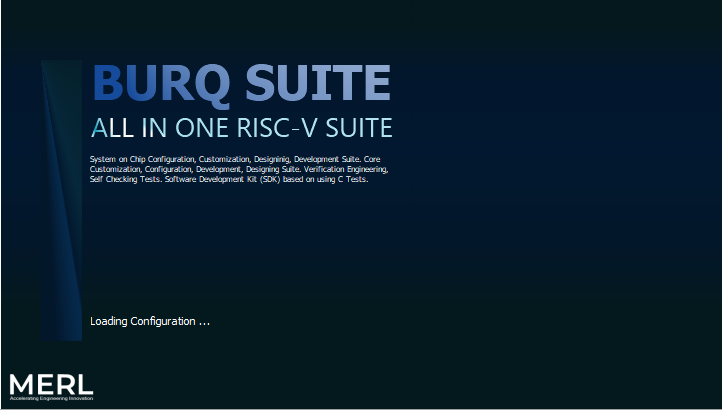 BURQ SUITE
ALL IN ONE RISC-V SUITE
System on Chip Configuration, Customization, Designinig, Development Suite. Core
Customization, Configuration, Development, Designing Suite. Verification Engineering,
Self Checking Tests. Software Development Kit (SDK) based on using C Tests.
Loading Configuration ...
MERL
Accelerating Engineering Innovation